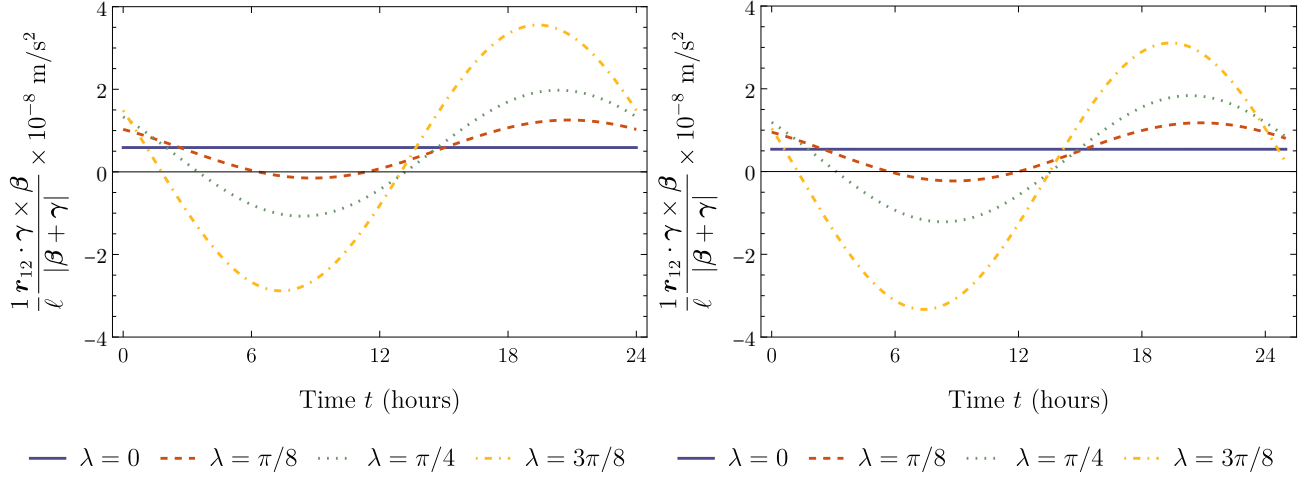 4
2
0
−2
−4
1/ℓ r₁₂ · γ × β / |β + γ| × 10⁻⁸ m/s²
0 6 12 18 24
Time t (hours)
λ = 0 λ = π/8 λ = π/4 λ = 3π/8
4
2
0
−2
−4
1/ℓ r₁₂ · γ × β / |β + γ| × 10⁻⁸ m/s²
0 6 12 18 24
Time t (hours)
λ = 0 λ = π/8 λ = π/4 λ = 3π/8